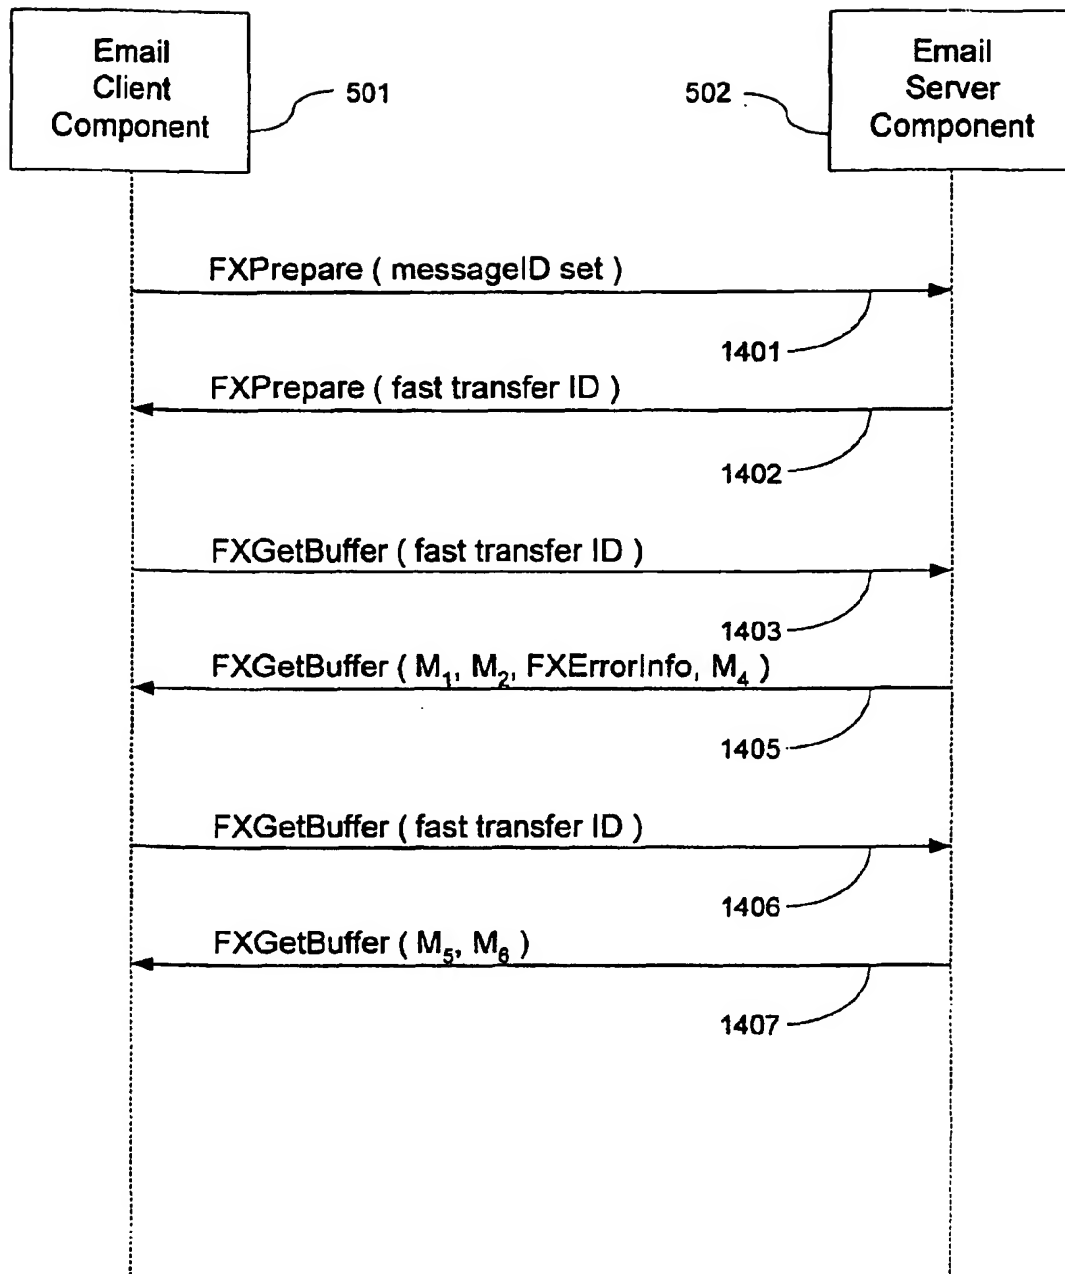 Email
Client
Component
501
502
Email
Server
Component
FXPrepare ( messageID set )
1401
FXPrepare ( fast transfer ID )
1402
FXGetBuffer ( fast transfer ID )
1403
FXGetBuffer ( M₁, M₂, FXErrorInfo, M₄ )
1405
FXGetBuffer ( fast transfer ID )
1406
FXGetBuffer ( M₅, M₆ )
1407